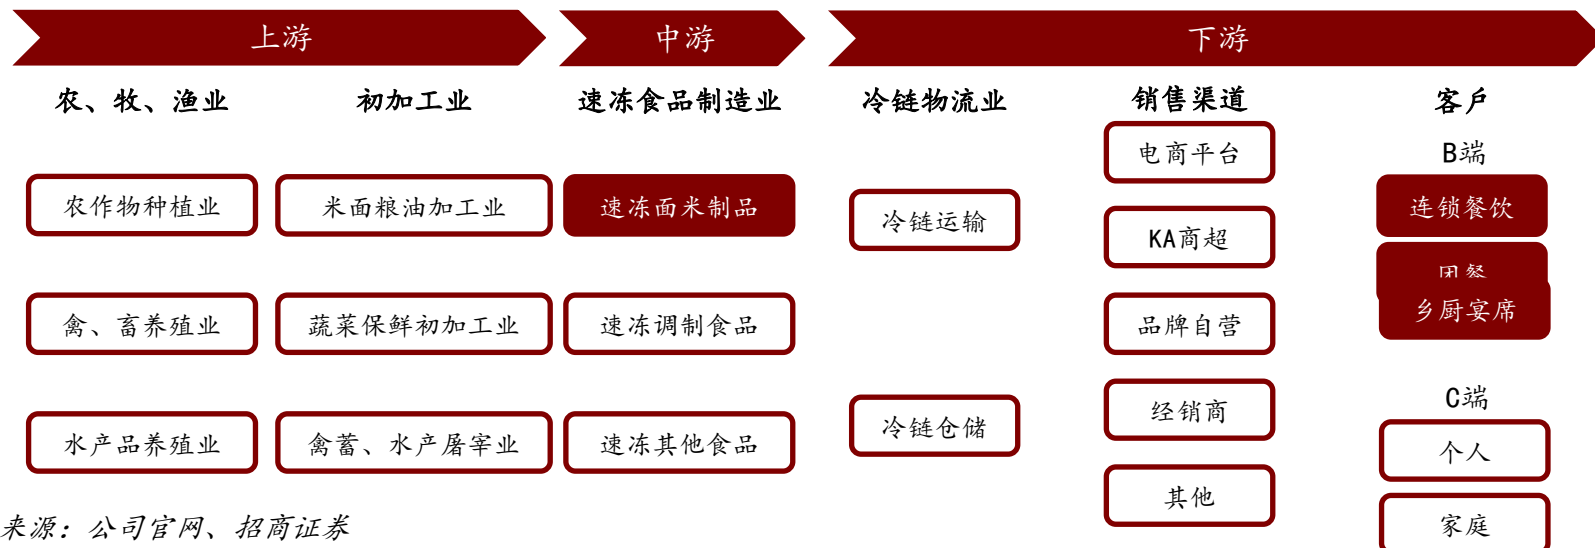 上游
中游
下游
农、牧、渔业
初加工业
速冻食品制造业
冷链物流业
销售渠道
客户
农作物种植业
禽、畜养殖业
水产品养殖业
米面粮油加工业
蔬菜保鲜初加工业
禽蓄、水产屠宰业
速冻面米制品
速冻调制食品
速冻其他食品
冷链运输
冷链仓储
电商平台
KA商超
品牌自营
经销商
其他
B端
连锁餐饮
团餐
乡厨宴席
C端
个人
家庭
来源：公司官网、招商证券